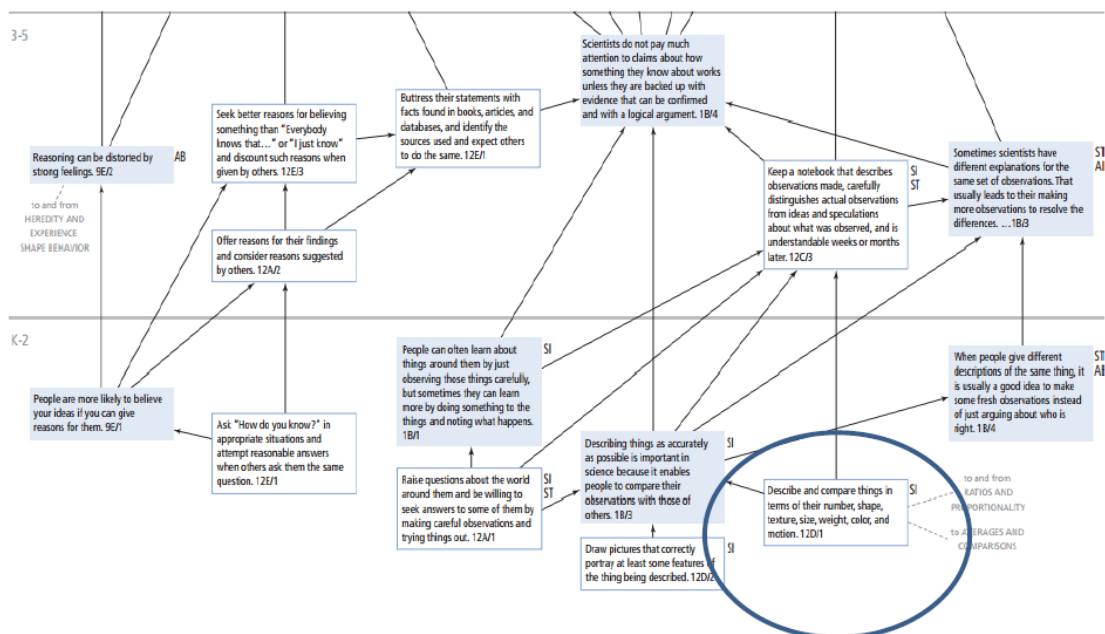 3-5
Scientists do not pay much
attention to claims about how
something they know about works
unless they are backed up with
evidence that can be confirmed
and with a logical argument. 1B/4
Buttress their statements with
facts found in books, articles, and
databases, and identify the
sources used and expect others
to do the same. 12E/1
Seek better reasons for believing
something than "Everybody
knows that…" or "I just know"
and discount such reasons when
given by others. 12E/3
Reasoning can be distorted by
strong feelings. 9E/2
AB
to and from
HEREDITY AND
EXPERIENCE
SHAPE BEHAVIOR
Offer reasons for their findings
and consider reasons suggested
by others. 12A/2
Keep a notebook that describes
observations made, carefully
distinguishes actual observations
from ideas and speculations
about what was observed, and is
understandable weeks or months
later. 12C/3
SI
ST
Sometimes scientists have
different explanations for the
same set of observations. That
usually leads to their making
more observations to resolve the
differences. …1B/3
ST
K-2
People are more likely to believe
your ideas if you can give
reasons for them. 9E/1
Ask "How do you know?" in
appropriate situations and
attempt reasonable answers
when others ask them the same
question. 12E/1
People can often learn about
things around them by just
observing those things carefully,
but sometimes they can learn
more by doing something to the
things and noting what happens.
1B/1
SI
Raise questions about the world
around them and be willing to
seek answers to some of them by
making careful observations and
trying things out. 12A/1
SI
ST
Describing things as accurately
as possible is important in
science because it enables
people to compare their
observations with those of
others. 1B/3
SI
Draw pictures that correctly
portray at least some features of
the thing being described. 12D/2
SI
Describe and compare things in
terms of their number, shape,
texture, size, weight, color, and
motion. 12D/1
SI
to and from
RATIOS AND
PROPORTIONALITY
to AVERAGES AND
COMPARISONS
When people give different
descriptions of the same thing, it
is usually a good idea to make
some fresh observations instead
of just arguing about who is
right. 1B/4
ST
AB